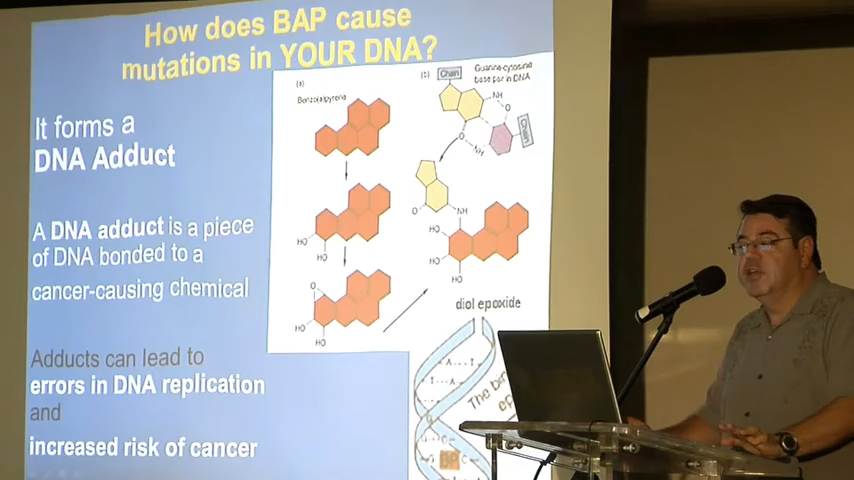 How does BAP cause
mutations in YOUR DNA?
It forms a
DNA Adduct
A DNA adduct is a piece
of DNA bonded to a
cancer-causing chemical
Adducts can lead to
errors in DNA replication
and
increased risk of cancer
(a)
Benzo(a)pyrene
HO
HO
O
HO
HO
(b)
Chain
Guanine-cytosine
base pair in DNA
NH
O
Chain
O
NH
O
NH
HO
HO
HO
diol epoxide
A T
T A
G
C
G BP C
The